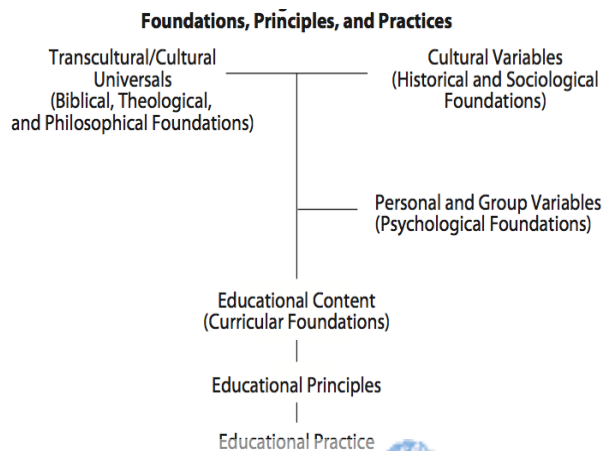 Foundations, Principles, and Practices
Transcultural/Cultural
Universals
(Biblical, Theological,
and Philosophical Foundations)
Cultural Variables
(Historical and Sociological
Foundations)
Personal and Group Variables
(Psychological Foundations)
Educational Content
(Curricular Foundations)
Educational Principles
Educational Practice